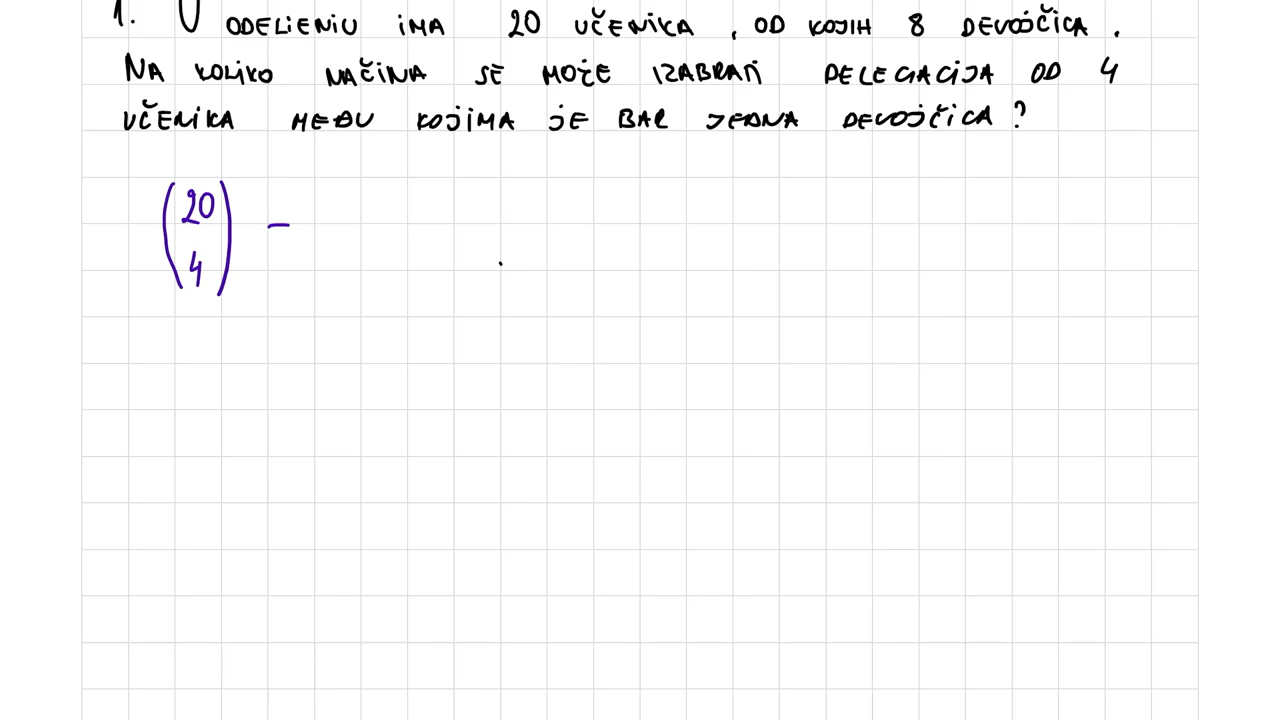 1. U ODELJENJU IMA 20 UČENIKA, OD KOJIH 8 DEVOJČICA.
NA KOLIKO NAČINA SE MOŽE IZABRATI DELEGACIJA OD 4
UČENIKA MEĐU KOJIMA JE BAR JEDNA DEVOJČICA?
(20
4) -